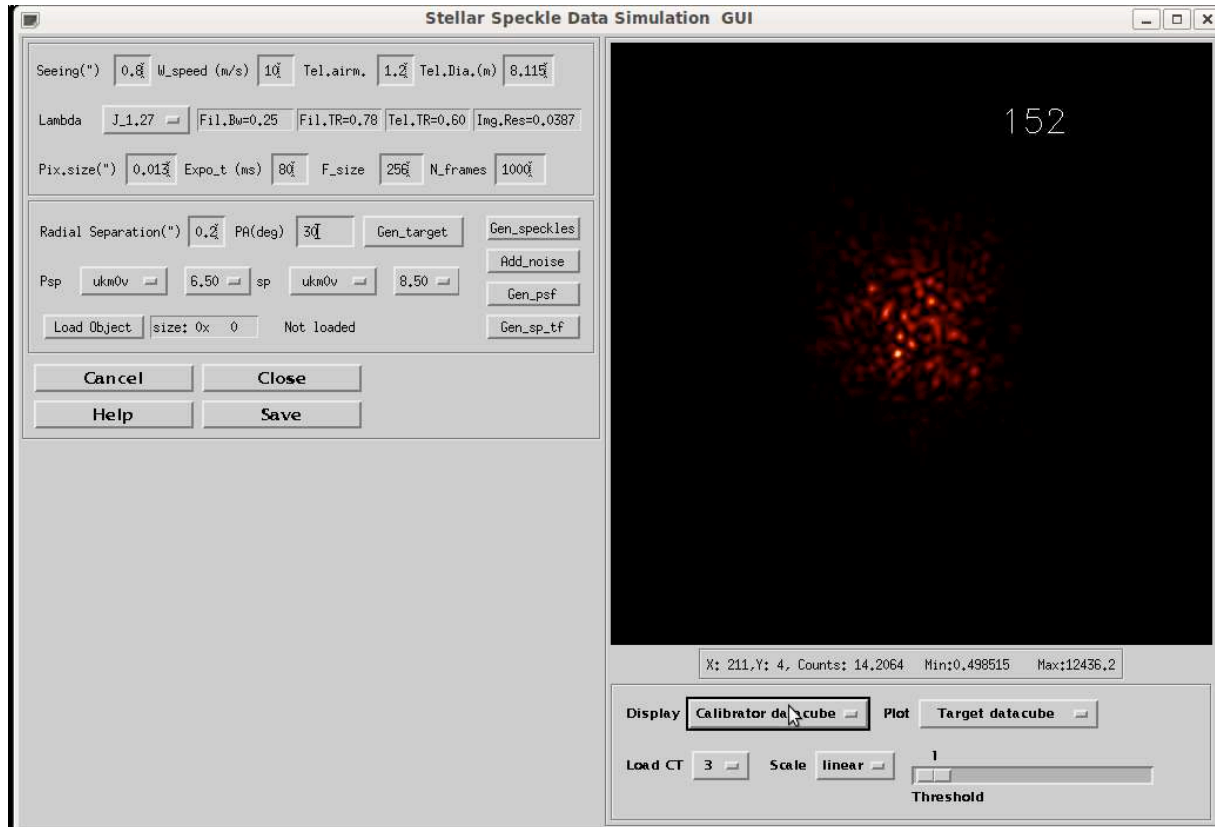 Stellar Speckle Data Simulation GUI
Seeing(") 0.8 W_speed (m/s) 10 Tel.airm. 1.2 Tel.Dia.(m) 8.115
Lambda J_1.27 Fil.Bw=0.25 Fil.TR=0.78 Tel.TR=0.60 Img.Res=0.0387
Pix.size(") 0.013 Expo_t (ms) 80 F_size 256 N_frames 1000
Radial Separation(") 0.2 PA(deg) 30 Gen_target Gen_speckles
Add_noise
Psp ukm0v 6.50 sp ukm0v 8.50
Gen_psf
Load Object size: 0x 0 Not loaded Gen_sp_tf
Cancel Close
Help Save
152
X: 211,Y: 4, Counts: 14.2064 Min:0.498515 Max:12436.2
Display Calibrator datacube Plot Target datacube
Load CT 3 Scale linear 1
Threshold